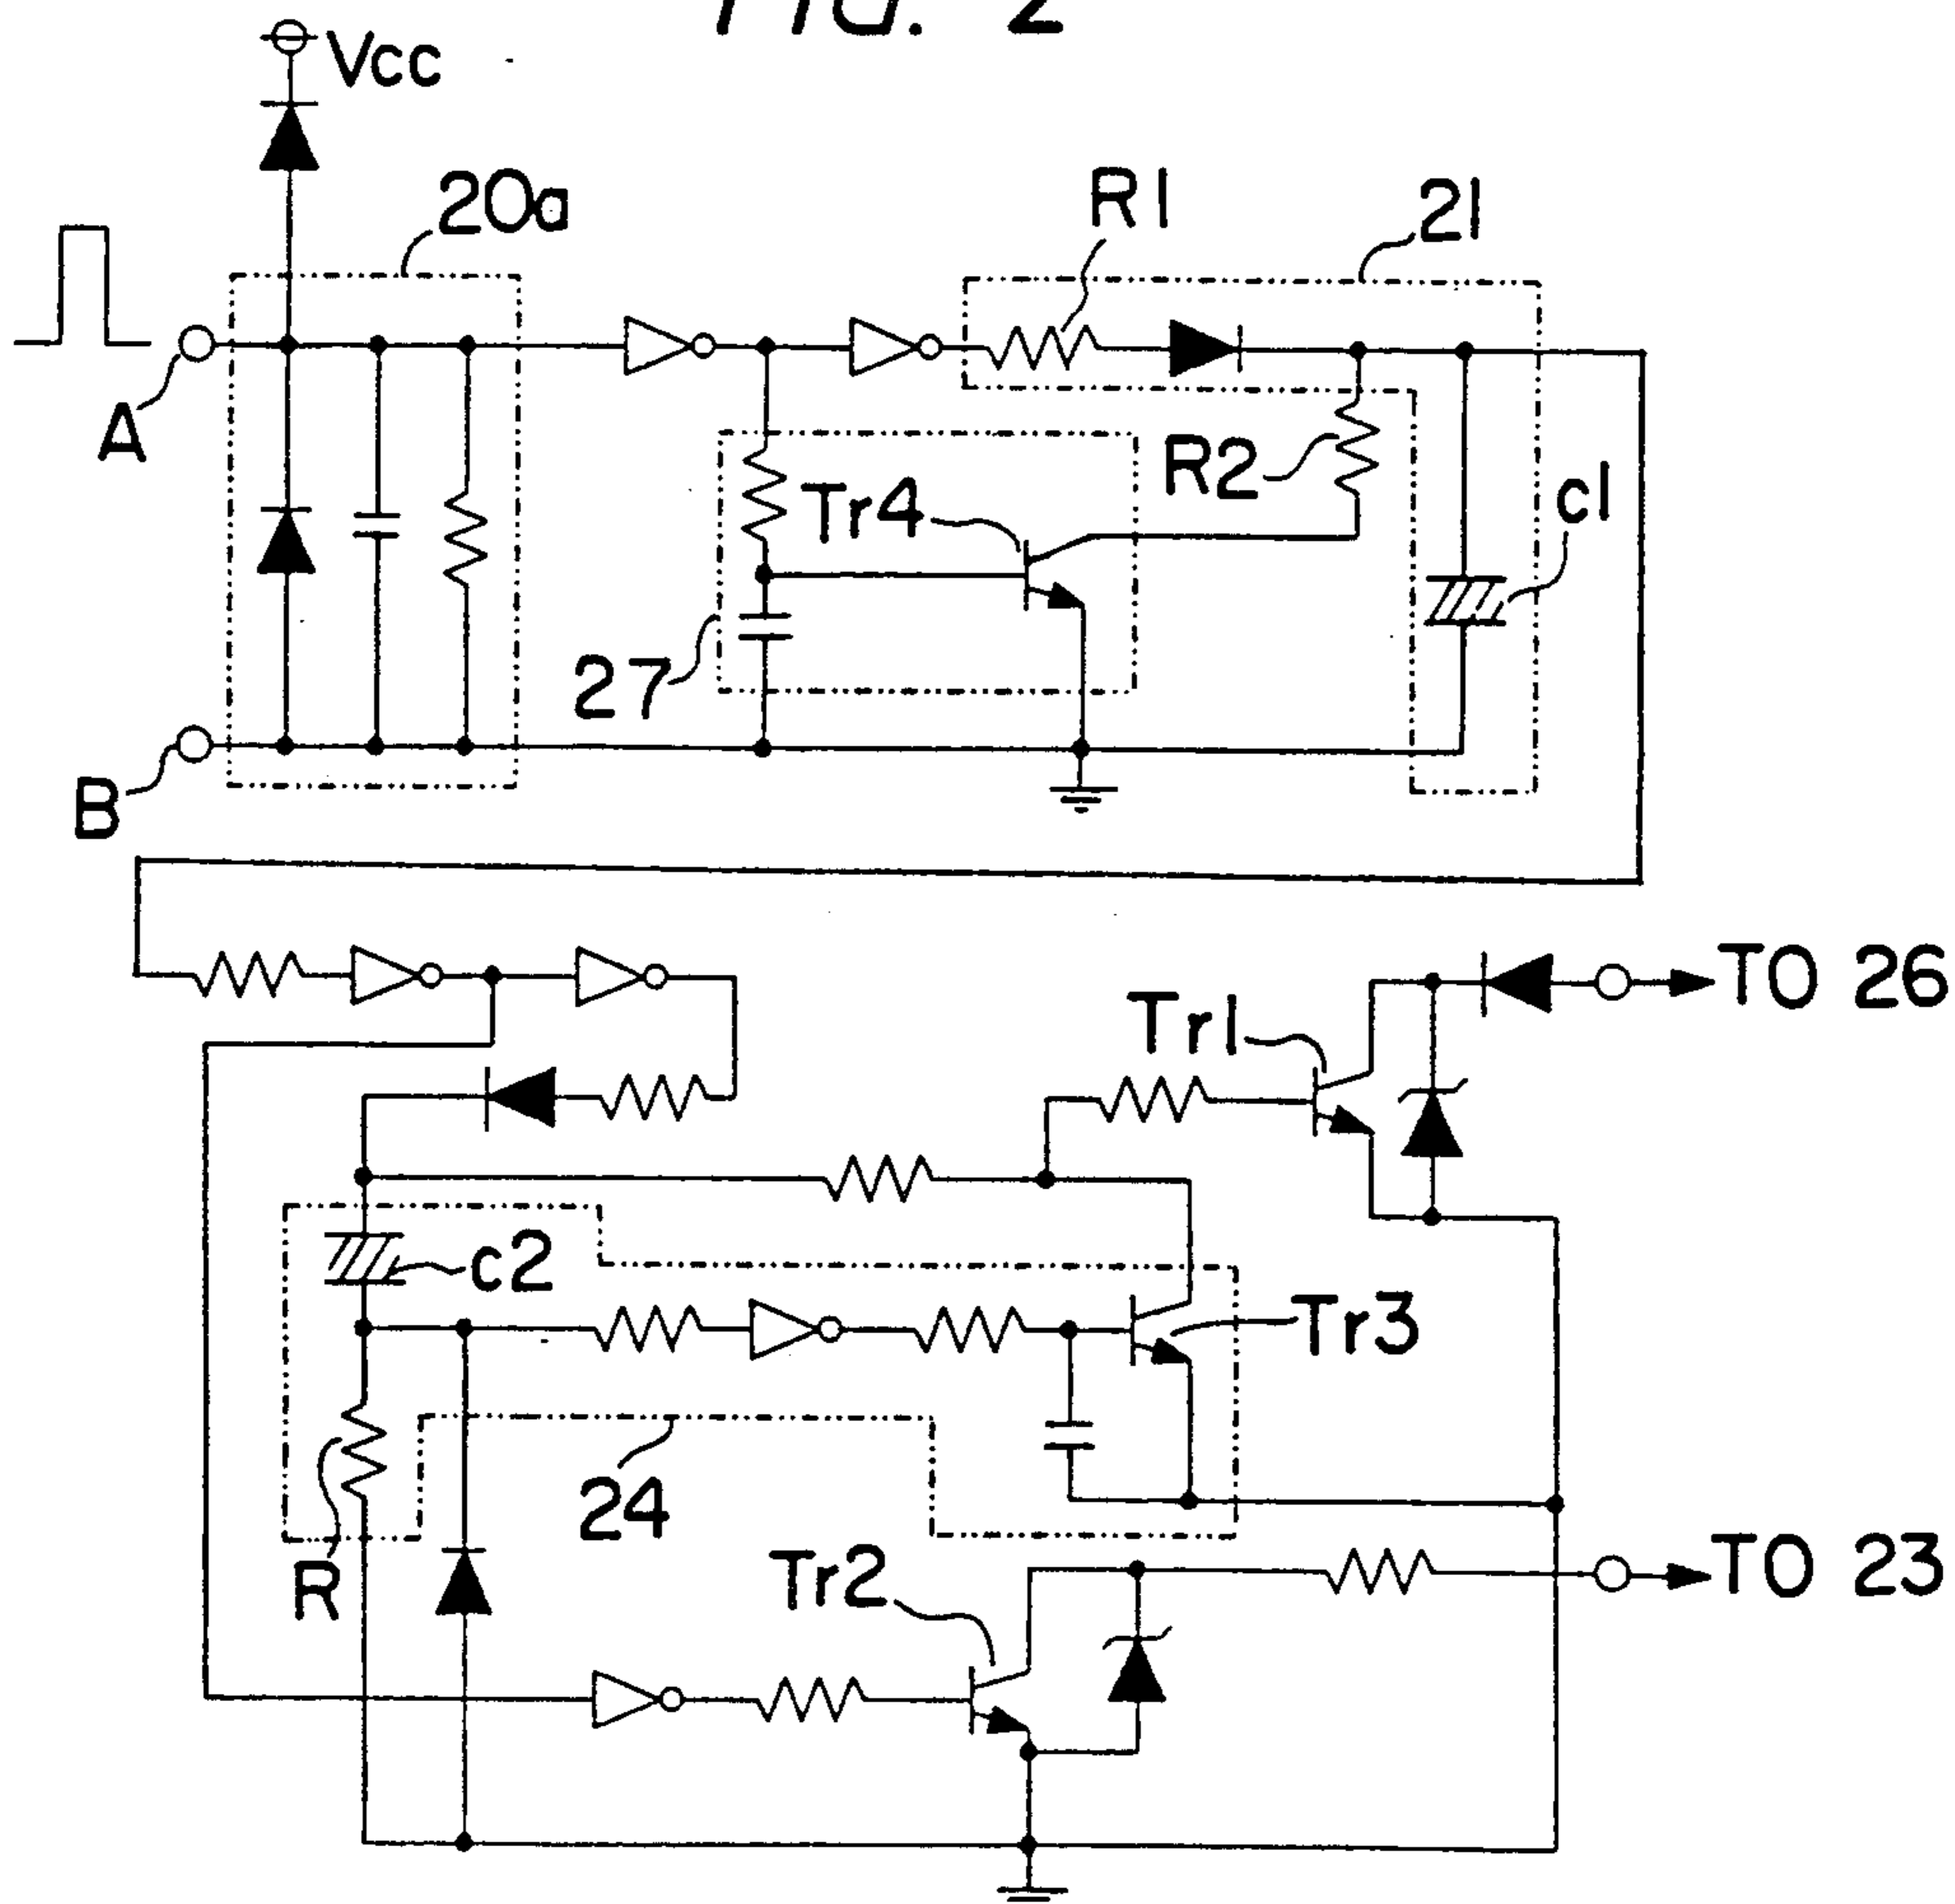 FIG. 2
Vcc
20a
R1
21
A
R2
Tr4
c1
27
B
TO 26
Tr1
c2
Tr3
24
R
Tr2
TO 23